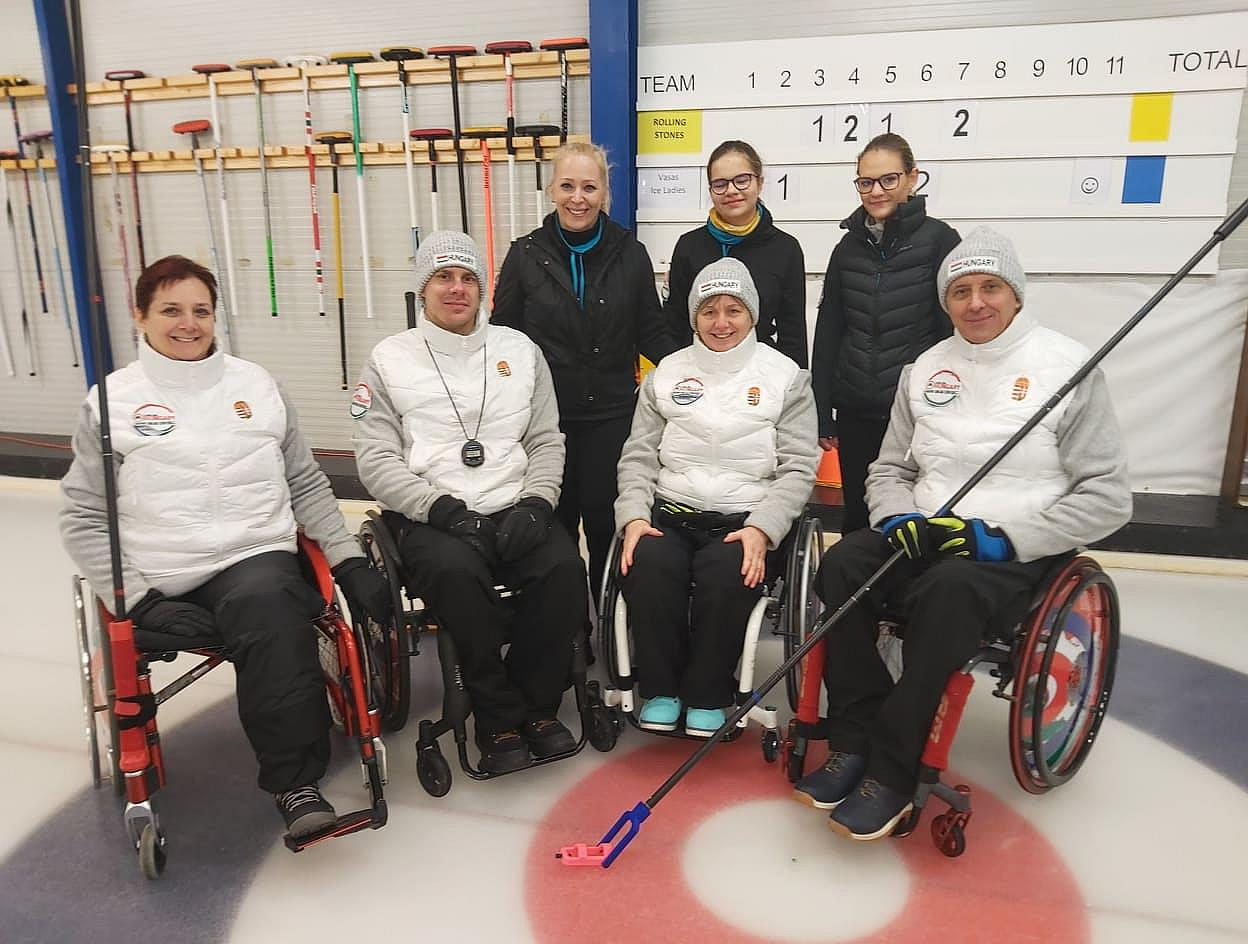 TEAM 1 2 3 4 5 6 7 8 9 10 11 TOTAL
ROLLING
STONES
1 2 1 2
Vasas
Ice Ladies
1 2
HUNGARY
HUNGARY
HUNGARY